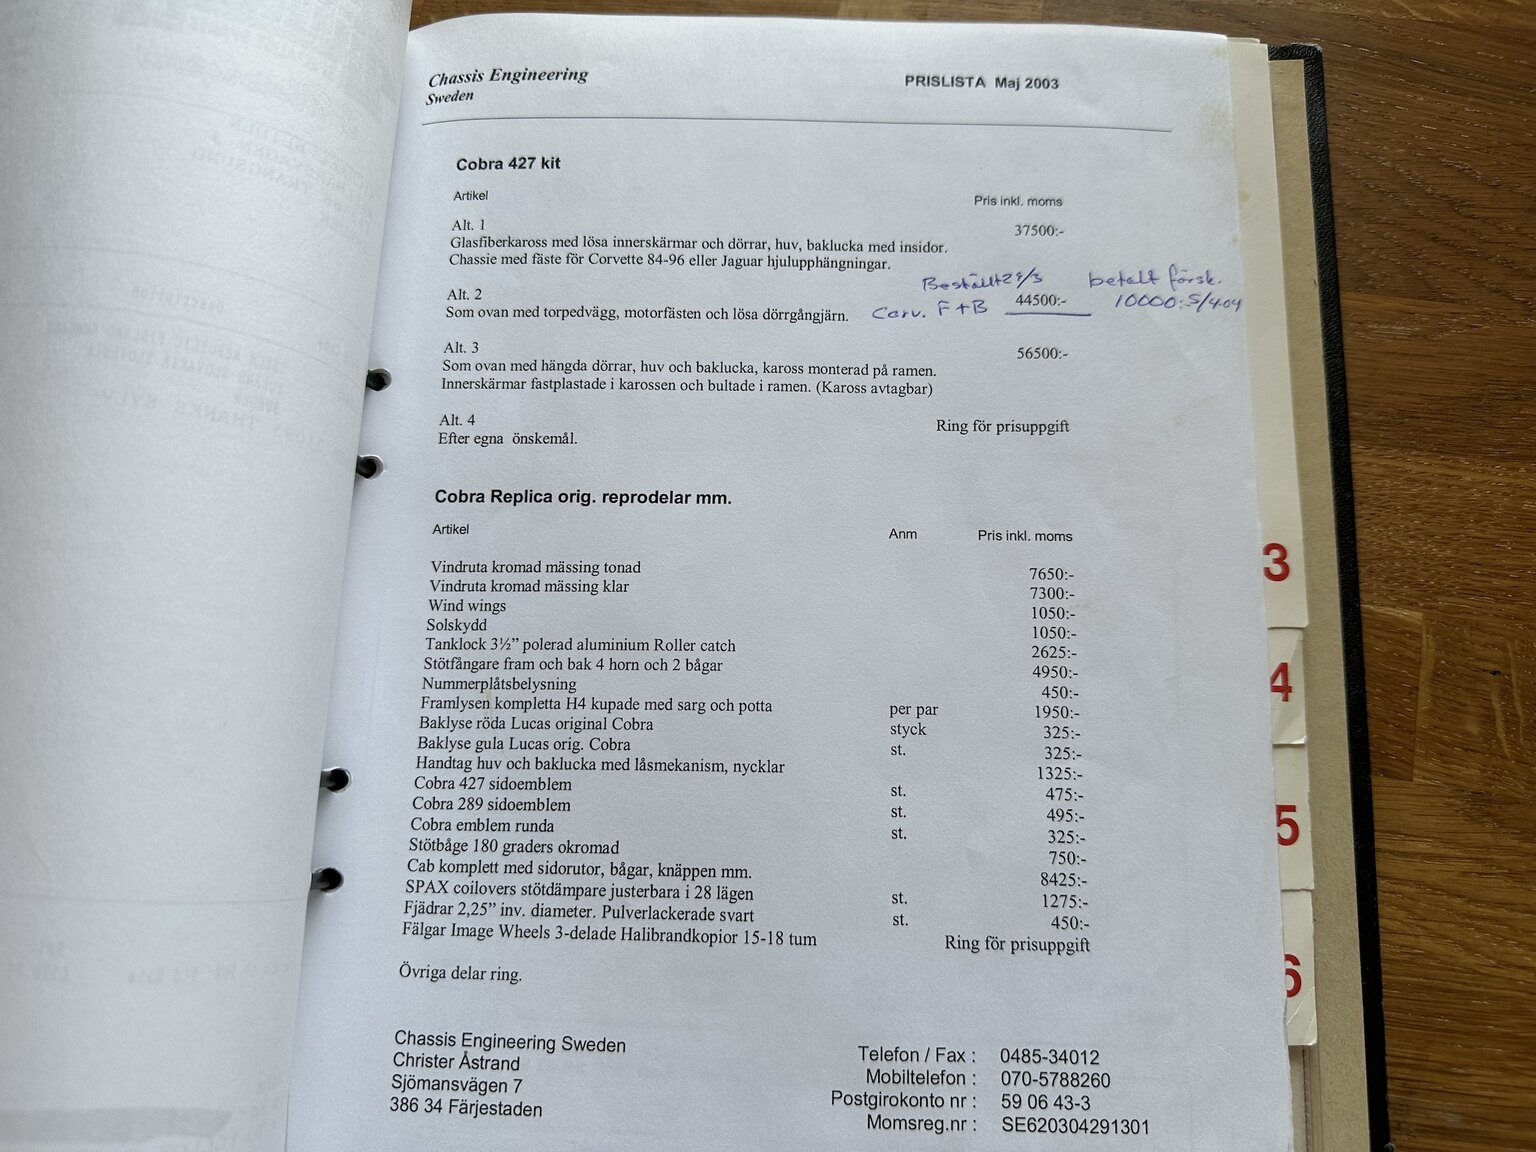 Chassis Engineering
Sweden
PRISLISTA Maj 2003
Cobra 427 kit
Artikel Pris inkl. moms
Alt. 1 37500:-
Glasfiberkaross med lösa innerskärmar och dörrar, huv, baklucka med insidor.
Chassie med fäste för Corvette 84-96 eller Jaguar hjulupphängningar.
Beställt 29/3 betalt försk.
Alt. 2
Som ovan med torpedvägg, motorfästen och lösa dörrgångjärn. Corv. F+B 44500:- 10000:- 5/4-04
Alt. 3 56500:-
Som ovan med hängda dörrar, huv och baklucka, kaross monterad på ramen.
Innerskärmar fastplastade i karossen och bultade i ramen. (Kaross avtagbar)
Alt. 4 Ring för prisuppgift
Efter egna önskemål.
Cobra Replica orig. reprodelar mm.
Artikel Anm Pris inkl. moms
Vindruta kromad mässing tonad 7650:-
Vindruta kromad mässing klar 7300:-
Wind wings 1050:-
Solskydd 1050:-
Tanklock 3½” polerad aluminium Roller catch 2625:-
Stötfångare fram och bak 4 horn och 2 bågar 4950:-
Nummerplåtsbelysning 450:-
Framlysen kompletta H4 kupade med sarg och potta per par 1950:-
Baklyse röda Lucas original Cobra styck 325:-
Baklyse gula Lucas orig. Cobra st. 325:-
Handtag huv och baklucka med låsmekanism, nycklar 1325:-
Cobra 427 sidoemblem st. 475:-
Cobra 289 sidoemblem st. 495:-
Cobra emblem runda st. 325:-
Stötbåge 180 graders okromad 750:-
Cab komplett med sidorutor, bågar, knäppen mm. 8425:-
SPAX coilovers stötdämpare justerbara i 28 lägen st. 1275:-
Fjädrar 2,25” inv. diameter. Pulverlackerade svart st. 450:-
Fälgar Image Wheels 3-delade Halibrandkopior 15-18 tum Ring för prisuppgift
Övriga delar ring.
Chassis Engineering Sweden
Christer Åstrand
Sjömansvägen 7
386 34 Färjestaden
Telefon / Fax : 0485-34012
Mobiltelefon : 070-5788260
Postgirokonto nr : 59 06 43-3
Momsreg.nr : SE620304291301
3
4
5
6